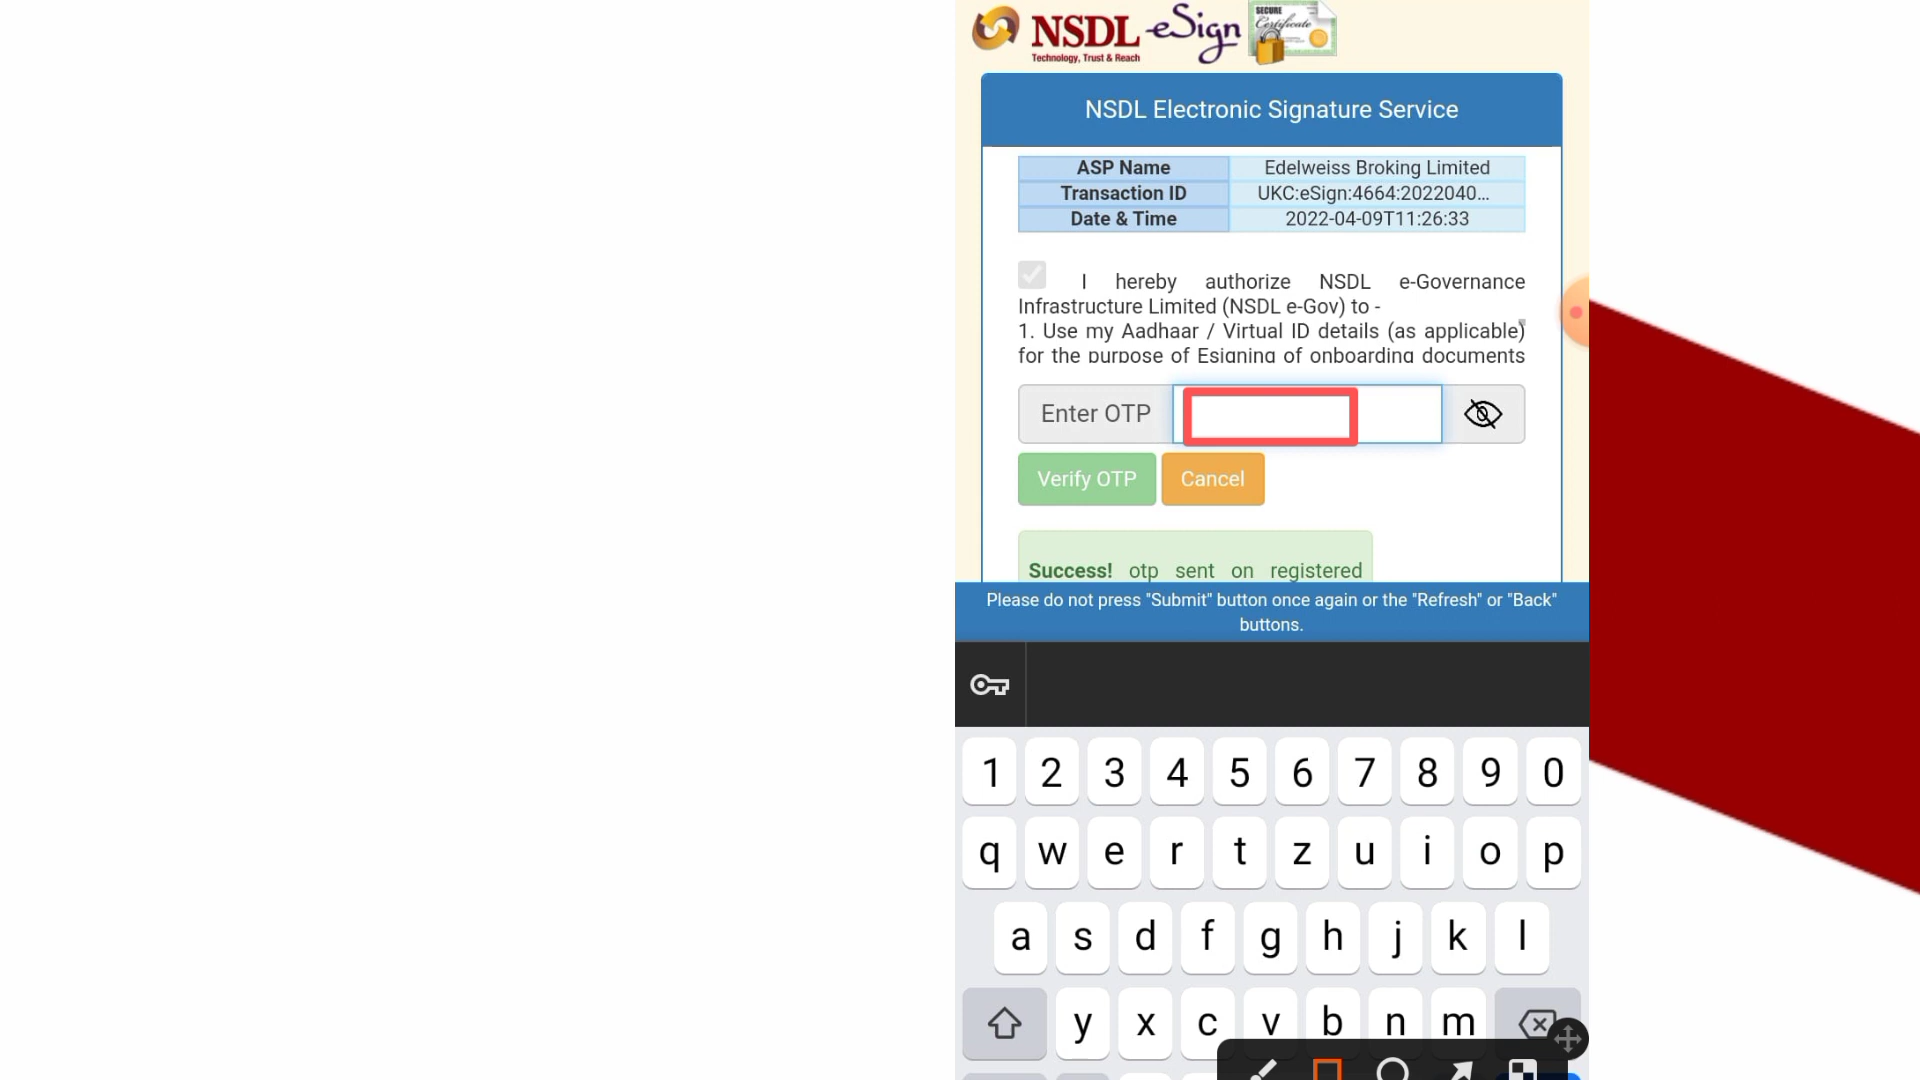 NSDL eSign SECURE Certificate
Technology, Trust & Reach
NSDL Electronic Signature Service
ASP Name Edelweiss Broking Limited
Transaction ID UKC:eSign:4664:2022040...
Date & Time 2022-04-09T11:26:33
I hereby authorize NSDL e-Governance
Infrastructure Limited (NSDL e-Gov) to -
1. Use my Aadhaar / Virtual ID details (as applicable)
for the purpose of Esigning of onboarding documents
Enter OTP
Verify OTP Cancel
Success! otp sent on registered
Please do not press "Submit" button once again or the "Refresh" or "Back"
buttons.
1 2 3 4 5 6 7 8 9 0
q w e r t z u i o p
a s d f g h j k l
y x c v b n m